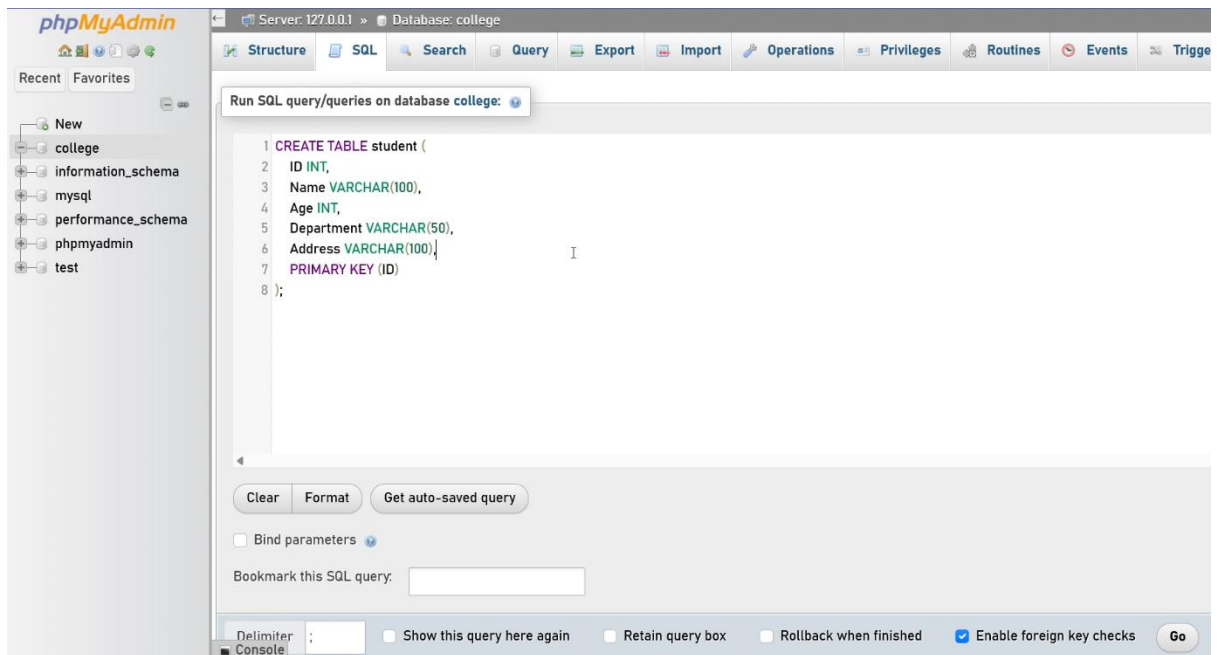 phpMyAdmin
Server: 127.0.0.1 » Database: college
Structure SQL Search Query Export Import Operations Privileges Routines Events Trigge
Recent Favorites
New
college
information_schema
mysql
performance_schema
phpmyadmin
test
Run SQL query/queries on database college:
1 CREATE TABLE student (
2 ID INT,
3 Name VARCHAR(100),
4 Age INT,
5 Department VARCHAR(50),
6 Address VARCHAR(100),
7 PRIMARY KEY (ID)
8 );
Clear Format Get auto-saved query
Bind parameters
Bookmark this SQL query:
Delimiter ; Show this query here again Retain query box Rollback when finished Enable foreign key checks Go
Console